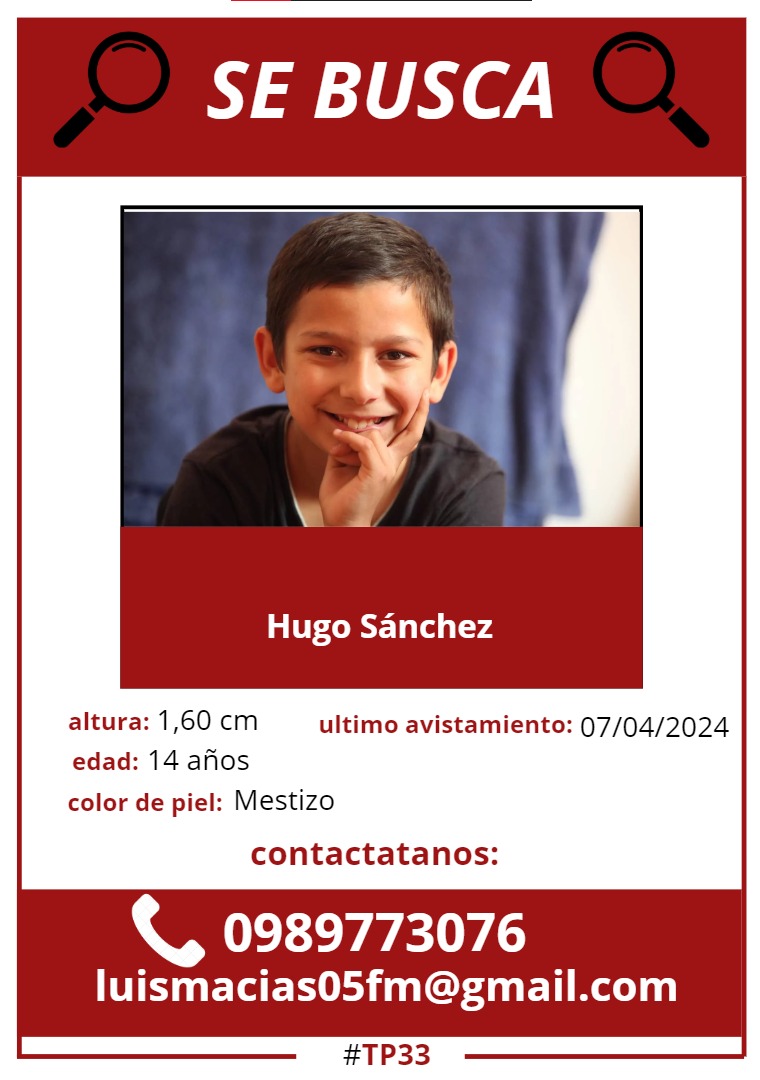 SE BUSCA
Hugo Sánchez
altura: 1,60 cm
ultimo avistamiento: 07/04/2024
edad: 14 años
color de piel: Mestizo
contactatanos:
0989773076
luismacias05fm@gmail.com
#TP33